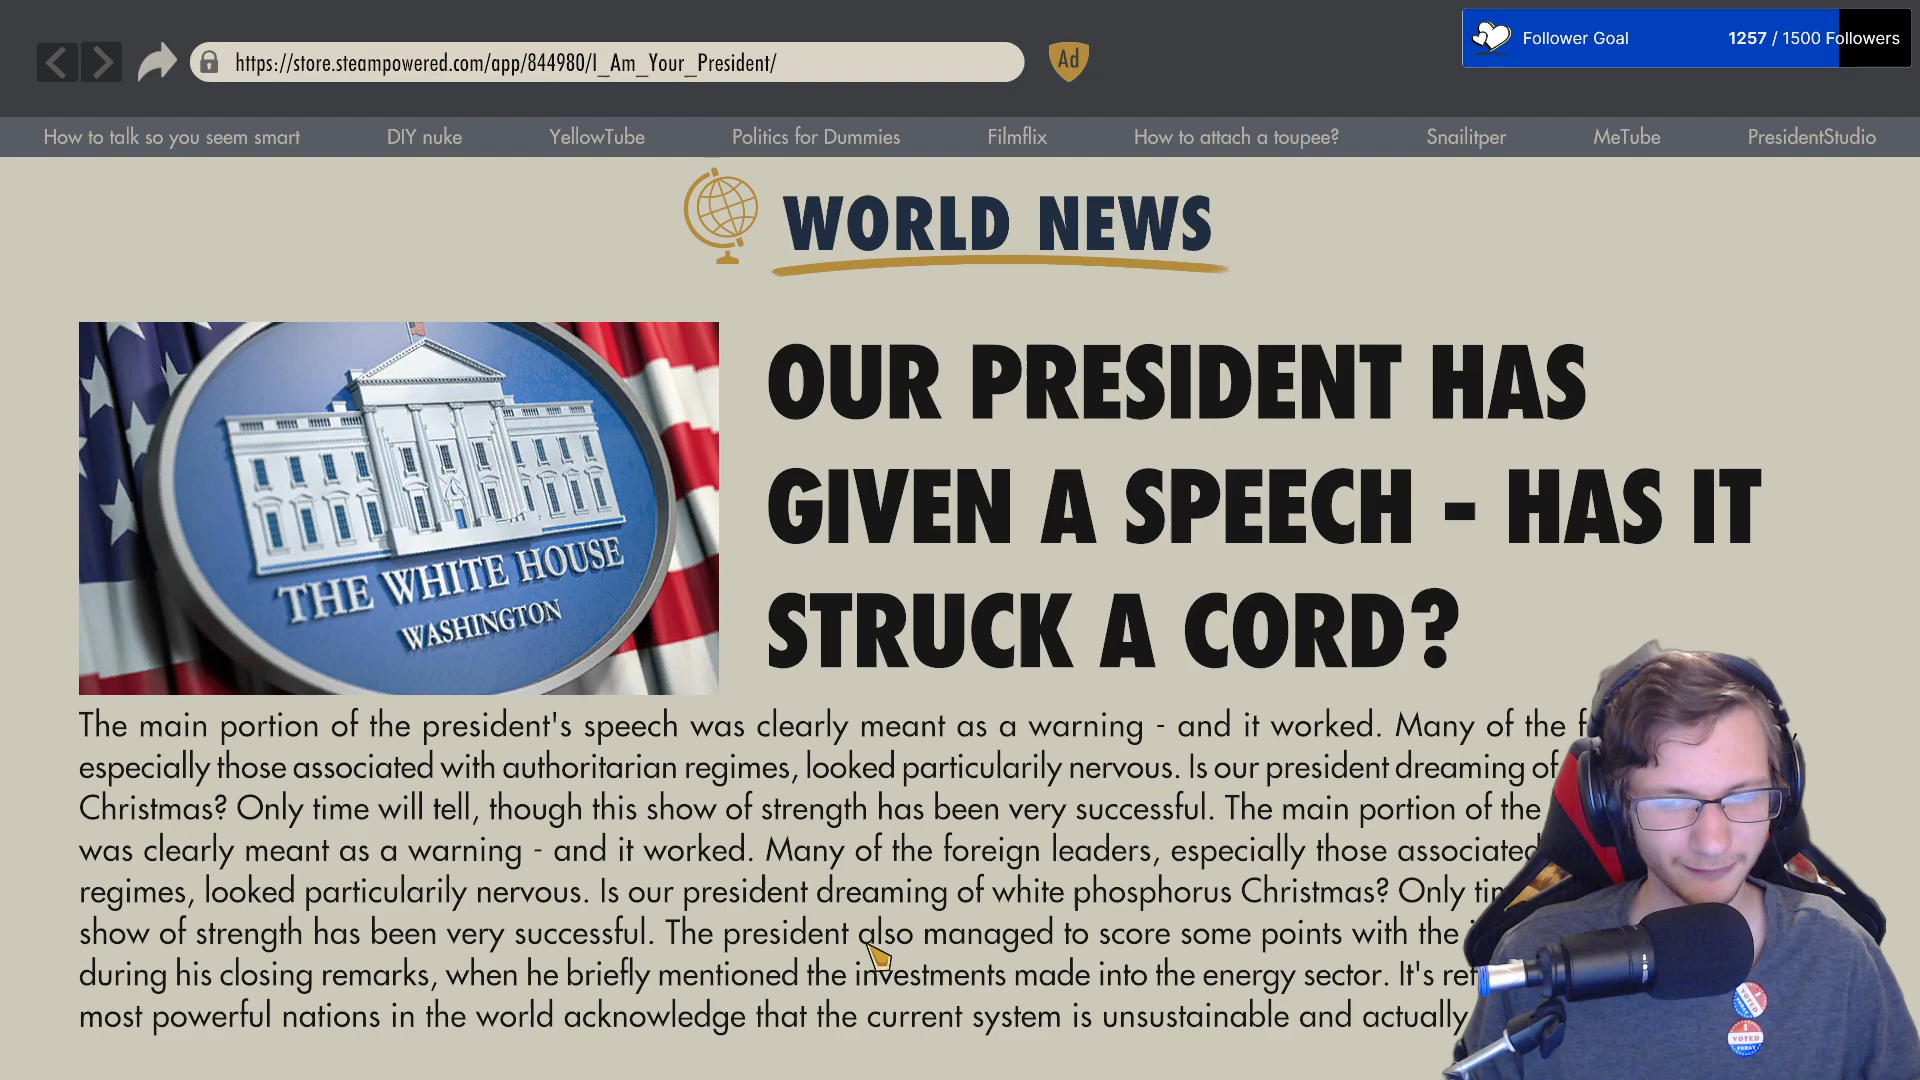 https://store.steampowered.com/app/844980/I_Am_Your_President/
Ad
Follower Goal
1257 / 1500 Followers
How to talk so you seem smart
DIY nuke
YellowTube
Politics for Dummies
Filmflix
How to attach a toupee?
Snailitper
MeTube
PresidentStudio
WORLD NEWS
THE WHITE HOUSE
WASHINGTON
OUR PRESIDENT HAS
GIVEN A SPEECH - HAS IT
STRUCK A CORD?
The main portion of the president's speech was clearly meant as a warning - and it worked. Many of the
especially those associated with authoritarian regimes, looked particularily nervous. Is our president dreaming of
Christmas? Only time will tell, though this show of strength has been very successful. The main portion of the
was clearly meant as a warning - and it worked. Many of the foreign leaders, especially those associated
regimes, looked particularily nervous. Is our president dreaming of white phosphorus Christmas? Only
show of strength has been very successful. The president also managed to score some points with the
during his closing remarks, when he briefly mentioned the investments made into the energy sector. It's
most powerful nations in the world acknowledge that the current system is unsustainable and actually
I VOTED
I VOTED
TODAY